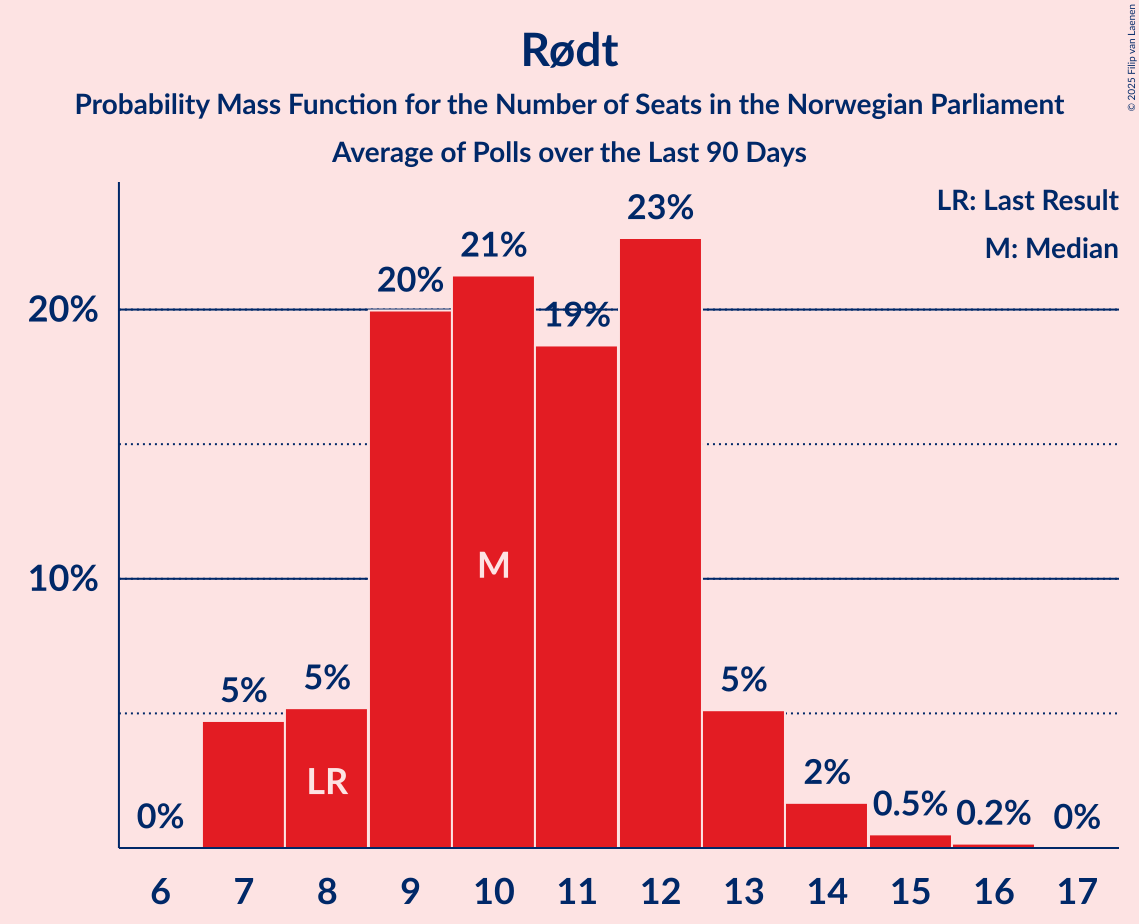 Rødt
Probability Mass Function for the Number of Seats in the Norwegian Parliament
Average of Polls over the Last 90 Days
© 2025 Filip van Laenen
LR: Last Result
M: Median
20%
10%
0%
5%
5%
20%
21%
19%
23%
5%
2%
0.5%
0.2%
0%
LR
M
6 7 8 9 10 11 12 13 14 15 16 17